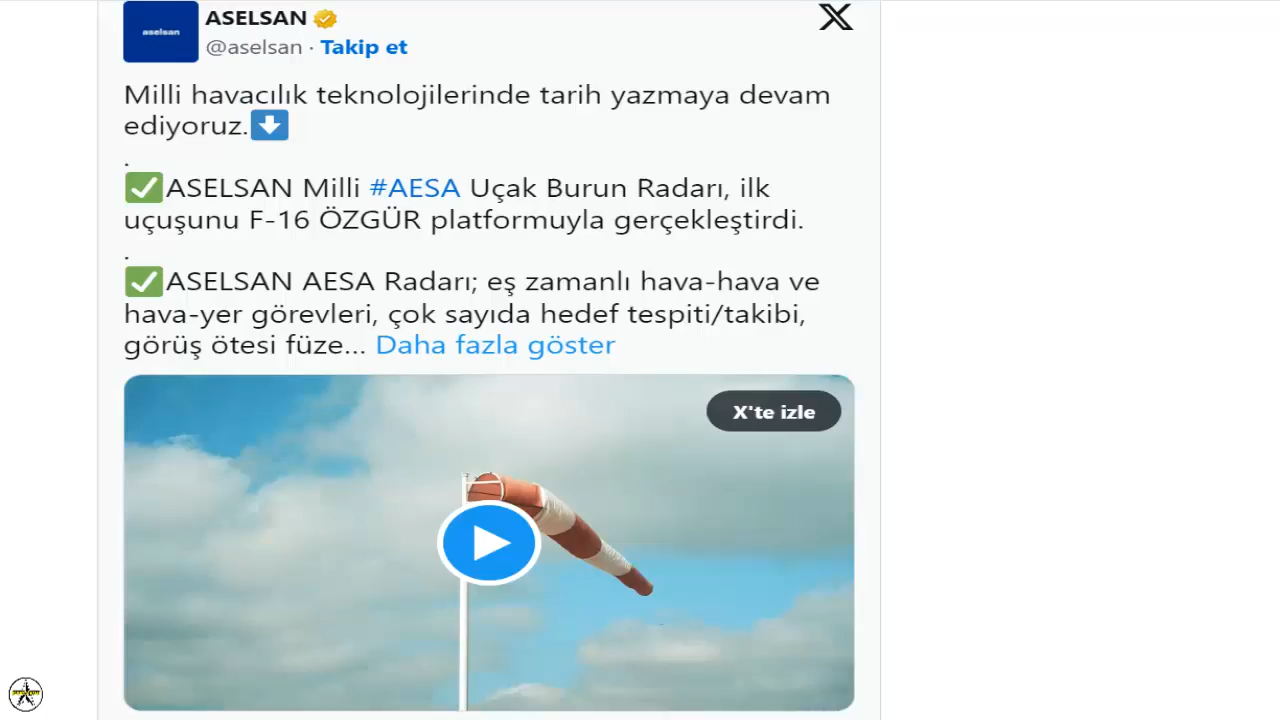 ASELSAN
aselsan
@aselsan · Takip et
Milli havacılık teknolojilerinde tarih yazmaya devam
ediyoruz.⬇️
.
✅ASELSAN Milli #AESA Uçak Burun Radarı, ilk
uçuşunu F-16 ÖZGÜR platformuyla gerçekleştirdi.
.
✅ASELSAN AESA Radarı; eş zamanlı hava-hava ve
hava-yer görevleri, çok sayıda hedef tespiti/takibi,
görüş ötesi füze... Daha fazla göster
X'te izle